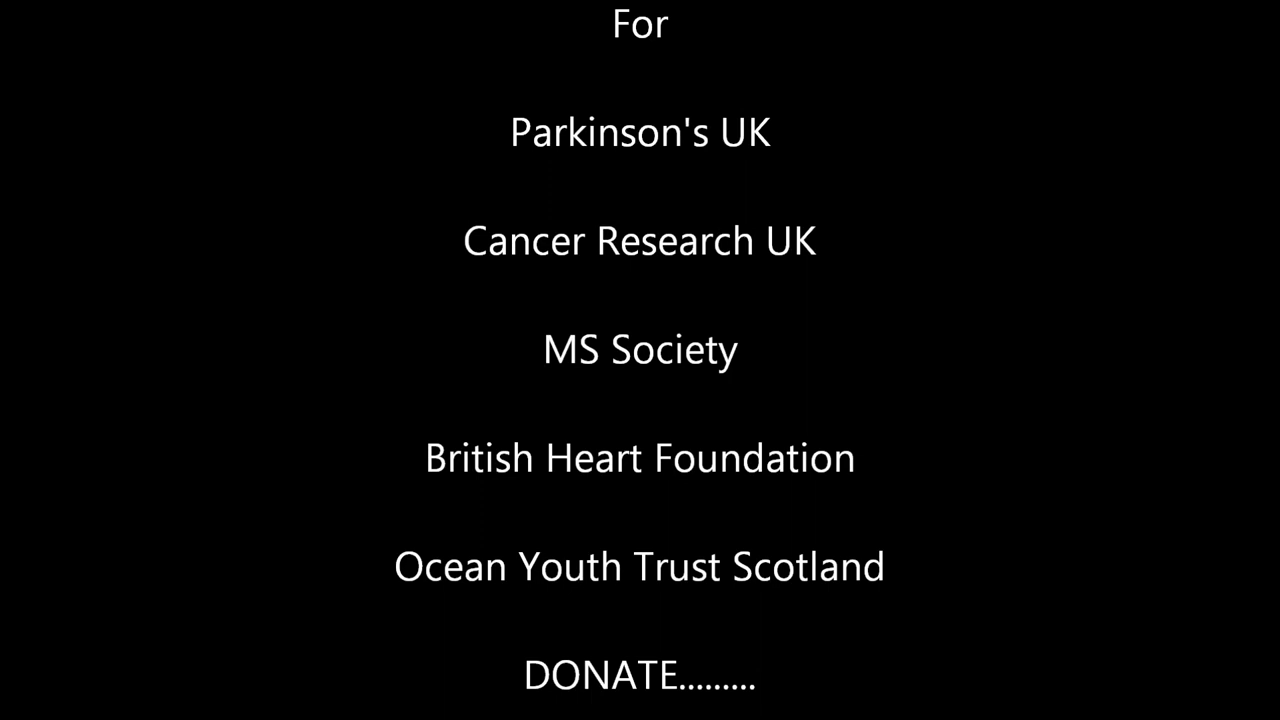 For
Parkinson's UK
Cancer Research UK
MS Society
British Heart Foundation
Ocean Youth Trust Scotland
DONATE.........